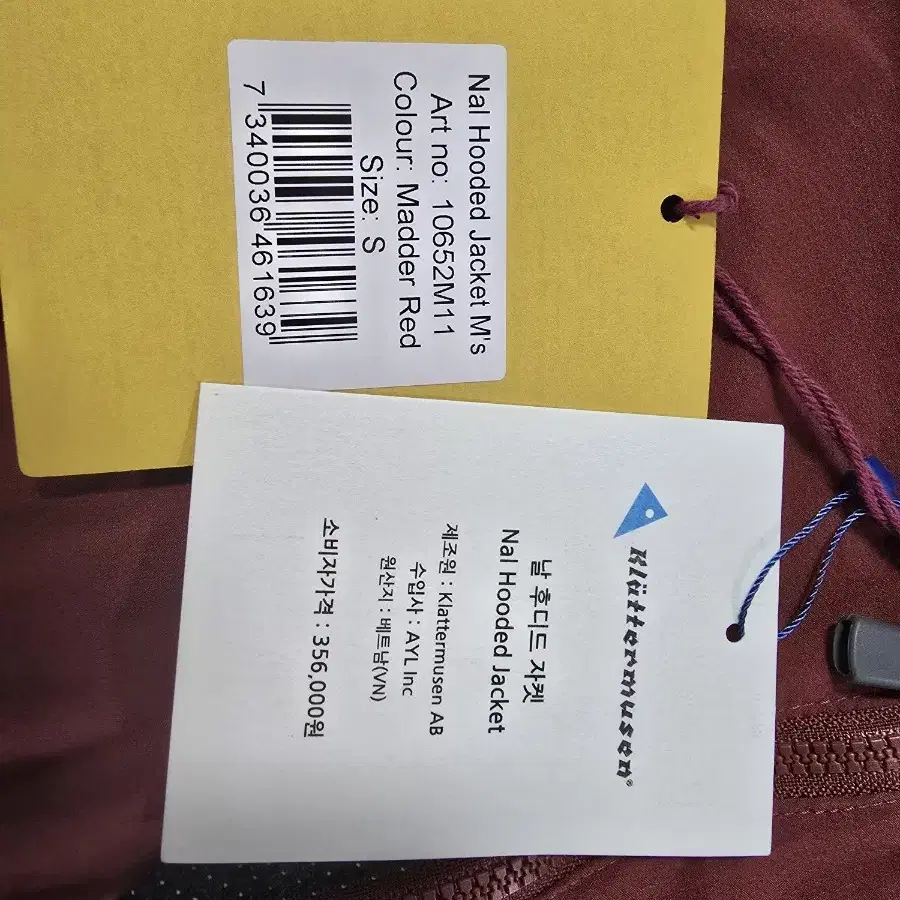 Nal Hooded Jacket M's
Art no: 10652M11
Colour: Madder Red
Size: S
7 340036 461639
Klättermusen®
날 후디드 자켓
Nal Hooded Jacket
제조원 : Klattermusen AB
수입사 : AYL Inc
원산지 : 베트남(VN)
소비자가격 : 356,000원